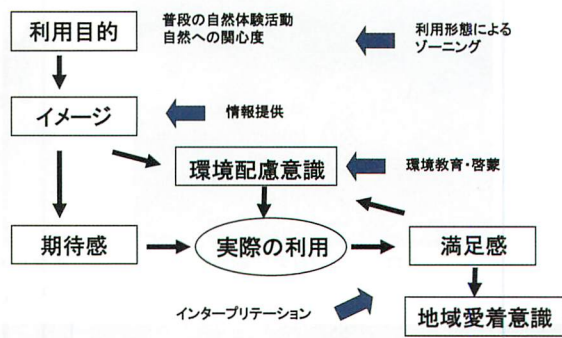 利用目的
普段の自然体験活動
自然への関心度
利用形態による
ゾーニング
イメージ
情報提供
環境配慮意識
環境教育・啓蒙
期待感
実際の利用
満足感
インタープリテーション
地域愛着意識